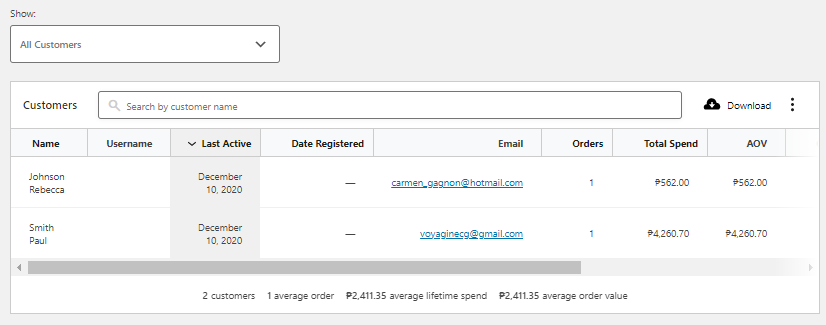 Show:
All Customers
Customers
Search by customer name
Download
Name Username Last Active Date Registered Email Orders Total Spend AOV
Johnson
Rebecca
December
10, 2020
— carmen_gagnon@hotmail.com 1 ₱562.00 ₱562.00
Smith
Paul
December
10, 2020
— voyaginecg@gmail.com 1 ₱4,260.70 ₱4,260.70
2 customers 1 average order ₱2,411.35 average lifetime spend ₱2,411.35 average order value